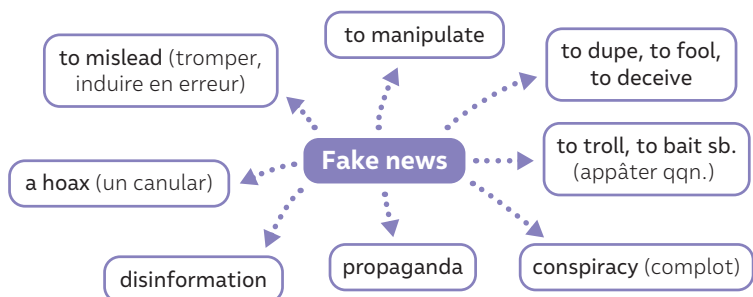 to manipulate
to mislead (tromper,
induire en erreur)
to dupe, to fool,
to deceive
Fake news
to troll, to bait sb.
(appâter qqn.)
a hoax (un canular)
disinformation
propaganda
conspiracy (complot)